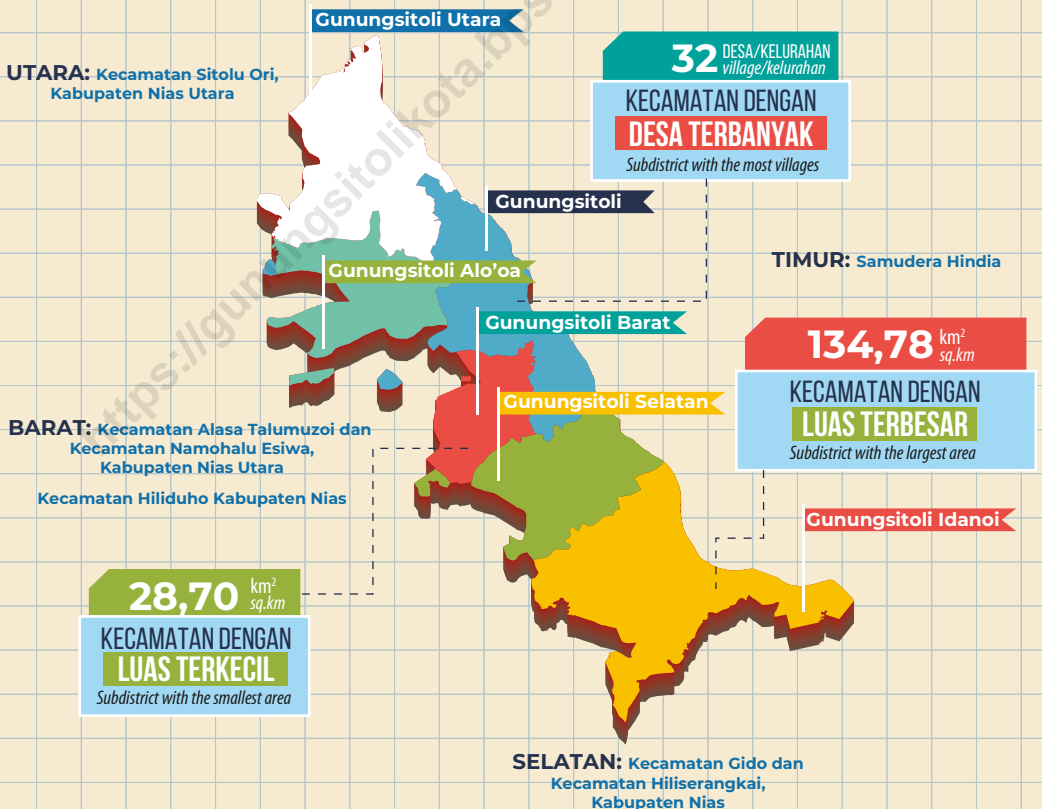 Gunungsitoli Utara
UTARA: Kecamatan Sitolu Ori,
Kabupaten Nias Utara
32 DESA/KELURAHAN
village/kelurahan
KECAMATAN DENGAN
DESA TERBANYAK
Subdistrict with the most villages
Gunungsitoli
Gunungsitoli Alo'oa
TIMUR: Samudera Hindia
Gunungsitoli Barat
134,78 km²
sq.km
KECAMATAN DENGAN
LUAS TERBESAR
Subdistrict with the largest area
Gunungsitoli Selatan
BARAT: Kecamatan Alasa Talumuzoi dan
Kecamatan Namohalu Esiwa,
Kabupaten Nias Utara
Kecamatan Hiliduho Kabupaten Nias
Gunungsitoli Idanoi
28,70 km²
sq.km
KECAMATAN DENGAN
LUAS TERKECIL
Subdistrict with the smallest area
SELATAN: Kecamatan Gido dan
Kecamatan Hiliserangkai,
Kabupaten Nias
https://gunungsitolikota.bps